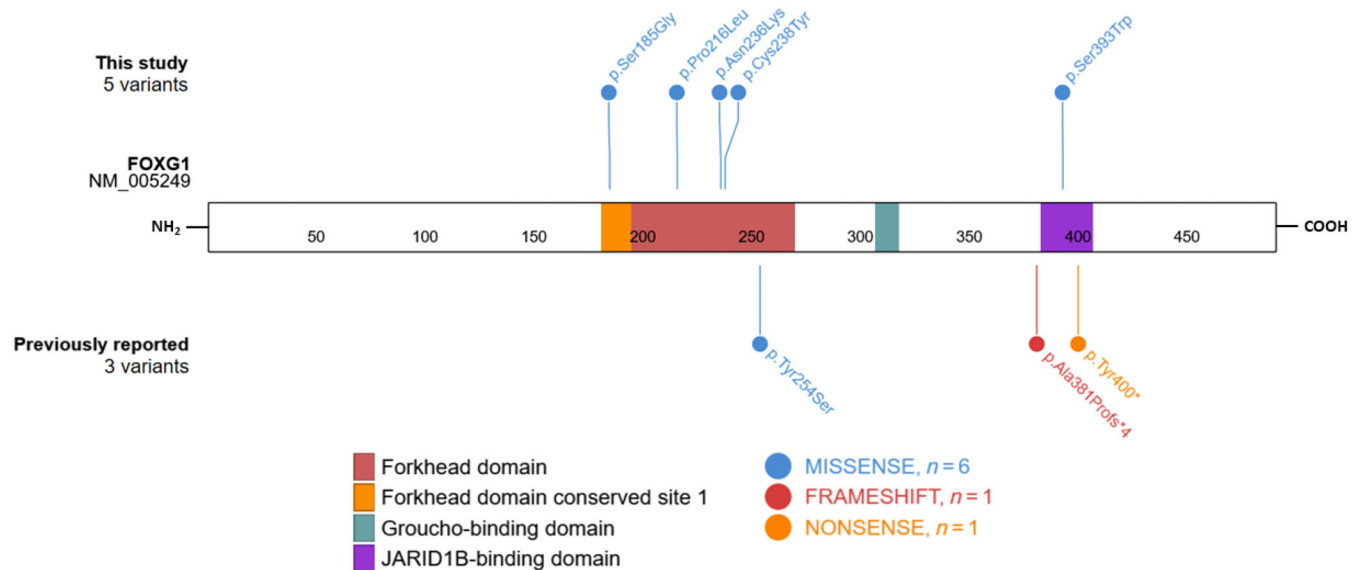 p.Ser185Gly
p.Pro216Leu
p.Asn236Lys
p.Cys238Tyr
p.Ser393Trp
This study
5 variants
FOXG1
NM_005249
NH2
50 100 150 200 250 300 350 400 450
COOH
Previously reported
3 variants
p.Tyr254Ser
p.Ala381Profs*4
p.Tyr400*
Forkhead domain
Forkhead domain conserved site 1
Groucho-binding domain
JARID1B-binding domain
MISSENSE, n = 6
FRAMESHIFT, n = 1
NONSENSE, n = 1